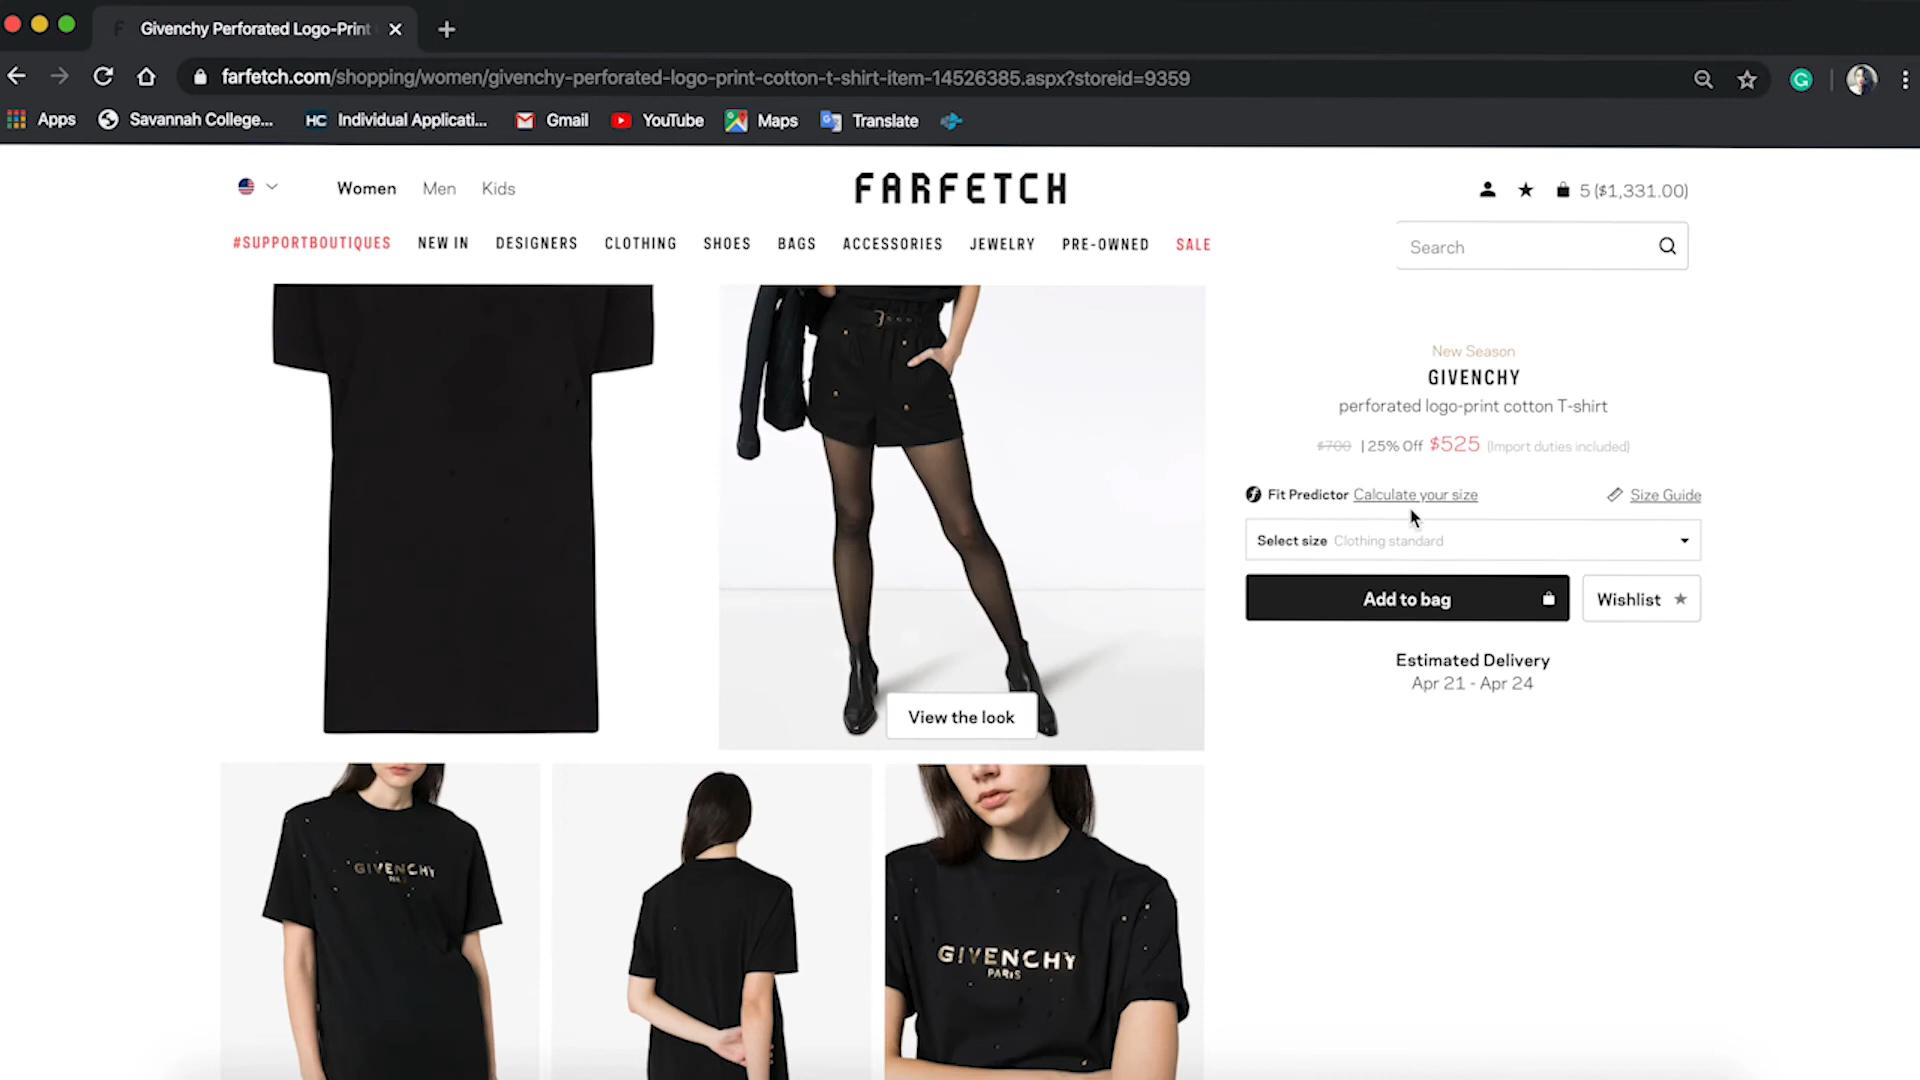 Givenchy Perforated Logo-Print
farfetch.com/shopping/women/givenchy-perforated-logo-print-cotton-t-shirt-item-14526385.aspx?storeid=9359
Apps Savannah College... HC Individual Applicati... Gmail YouTube Maps Translate
Women Men Kids
FARFETCH
5 ($1,331.00)
#SUPPORTBOUTIQUES NEW IN DESIGNERS CLOTHING SHOES BAGS ACCESSORIES JEWELRY PRE-OWNED SALE
Search
New Season
GIVENCHY
perforated logo-print cotton T-shirt
$700 | 25% Off $525 (Import duties included)
Fit Predictor Calculate your size
Size Guide
Select size Clothing standard
Add to bag
Wishlist
Estimated Delivery
Apr 21 - Apr 24
View the look
GIVENCHY
GIVENCHY
PARIS